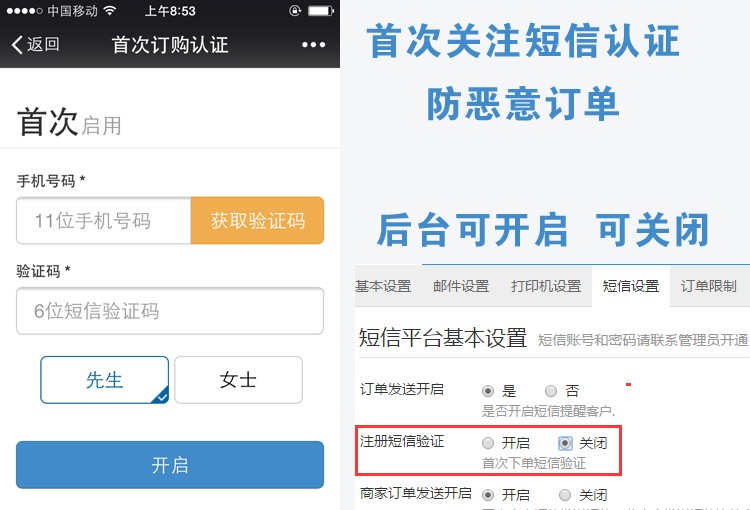 中国移动 上午8:53
返回 首次订购认证
首次启用
手机号码 *
11位手机号码 获取验证码
验证码 *
6位短信验证码
先生 女士
开启
首次关注短信认证
防恶意订单
后台可开启 可关闭
基本设置 邮件设置 打印机设置 短信设置 订单限制
短信平台基本设置 短信账号和密码请联系管理员开通
订单发送开启 是 否
是否开启短信提醒客户.
注册短信验证 开启 关闭
首次下单短信验证
商家订单发送开启 开启 关闭